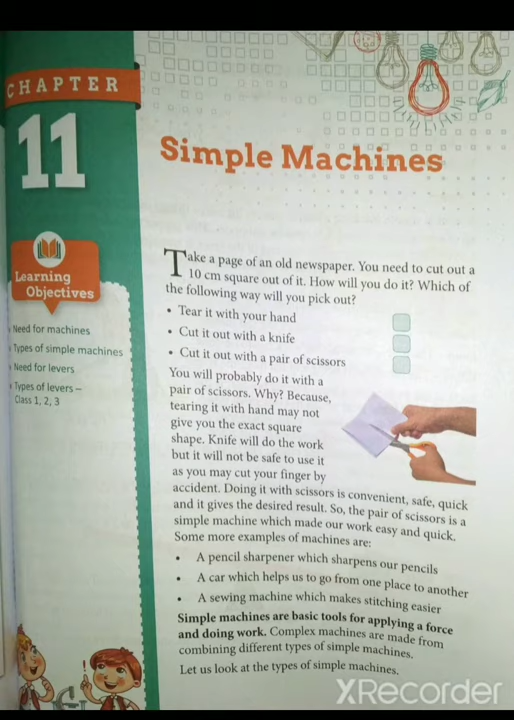 CHAPTER
11
Simple Machines
Learning
Objectives
Need for machines
Types of simple machines
Need for levers
Types of levers –
Class 1, 2, 3
Take a page of an old newspaper. You need to cut out a
10 cm square out of it. How will you do it? Which of
the following way will you pick out?
• Tear it with your hand
• Cut it out with a knife
• Cut it out with a pair of scissors
You will probably do it with a
pair of scissors. Why? Because,
tearing it with hand may not
give you the exact square
shape. Knife will do the work
but it will not be safe to use it
as you may cut your finger by
accident. Doing it with scissors is convenient, safe, quick
and it gives the desired result. So, the pair of scissors is a
simple machine which made our work easy and quick.
Some more examples of machines are:
• A pencil sharpener which sharpens our pencils
• A car which helps us to go from one place to another
• A sewing machine which makes stitching easier
Simple machines are basic tools for applying a force
and doing work. Complex machines are made from
combining different types of simple machines.
Let us look at the types of simple machines.
XRecorder